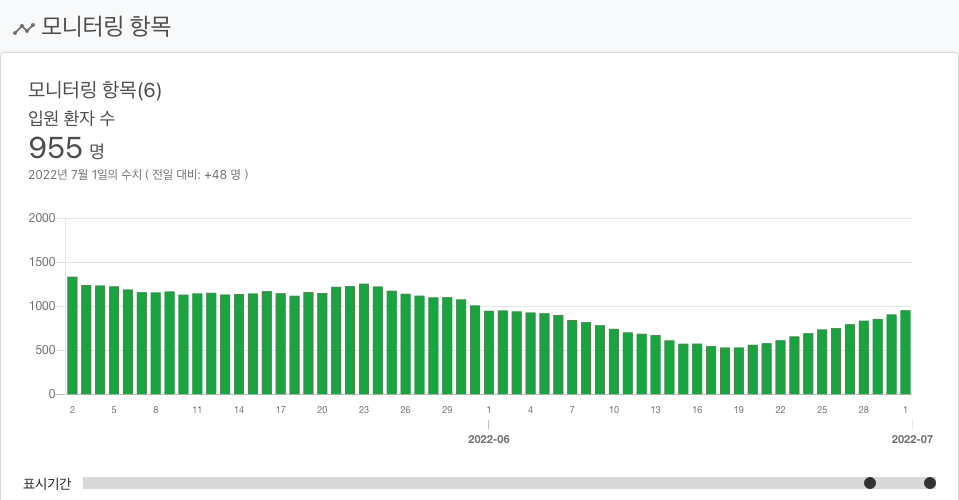 모니터링 항목
모니터링 항목(6)
입원 환자 수
955 명
2022년 7월 1일의 수치 ( 전일 대비: +48 명 )
2000
1500
1000
500
0
2 5 8 11 14 17 20 23 26 29 1 4 7 10 13 16 19 22 25 28 1
2022-06 2022-07
표시기간